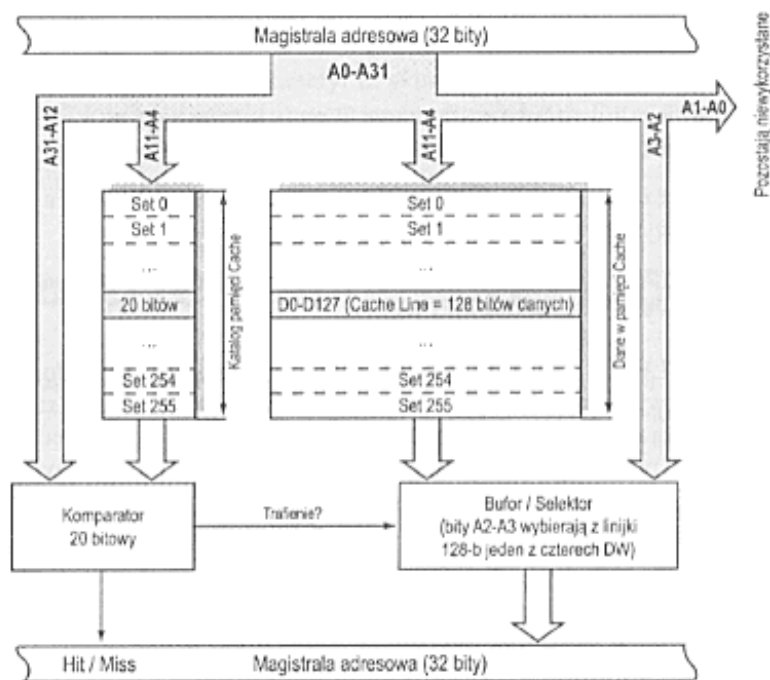 Magistrala adresowa (32 bity)
A0-A31
A1-A0
Pozostają niewykorzystane
A31-A12
A11-A4
A11-A4
A3-A2
Set 0
Set 1
...
20 bitów
...
Set 254
Set 255
Katalog pamięci Cache
Set 0
Set 1
...
D0-D127 (Cache Line = 128 bitów danych)
...
Set 254
Set 255
Dane w pamięci Cache
Komparator
20 bitowy
Trafienie?
Bufor / Selektor
(bity A2-A3 wybierają z linijki
128-b jeden z czterech DW)
Hit / Miss
Magistrala adresowa (32 bity)